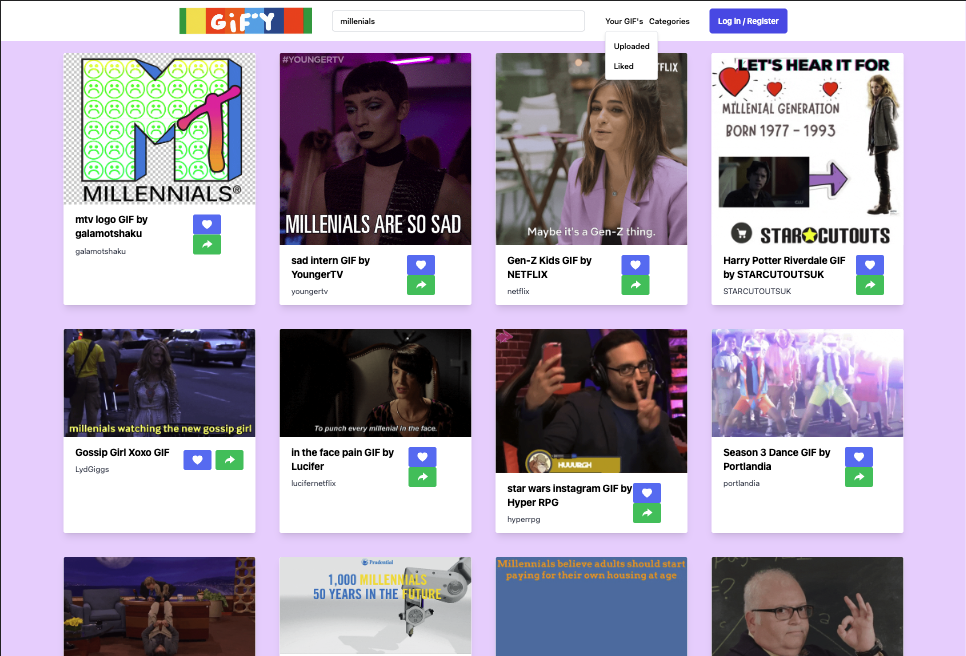 GiFY
millenials
Your GIF's
Categories
Log In / Register
Uploaded
Liked
MT
MILLENNIALS®
mtv logo GIF by
galamotshaku
galamotshaku
#YOUNGERTV
MILLENIALS ARE SO SAD
sad intern GIF by
YoungerTV
youngertv
FLIX
Maybe it's a Gen-Z thing.
Gen-Z Kids GIF by
NETFLIX
netflix
LET'S HEAR IT FOR
MILLENIAL GENERATION
BORN 1977 - 1993
STAR CUTOUTS
Harry Potter Riverdale GIF
by STARCUTOUTSUK
STARCUTOUTSUK
millenials watching the new gossip girl
Gossip Girl Xoxo GIF
LydGiggs
To punch every millenial in the face.
in the face pain GIF by
Lucifer
lucifernetflix
HUUURGH
star wars instagram GIF by
Hyper RPG
hyperrpg
Season 3 Dance GIF by
Portlandia
portlandia
Prudential
1,000 MILLENNIALS
50 YEARS IN THE FUTURE
Millennials believe adults should start
paying for their own housing at age